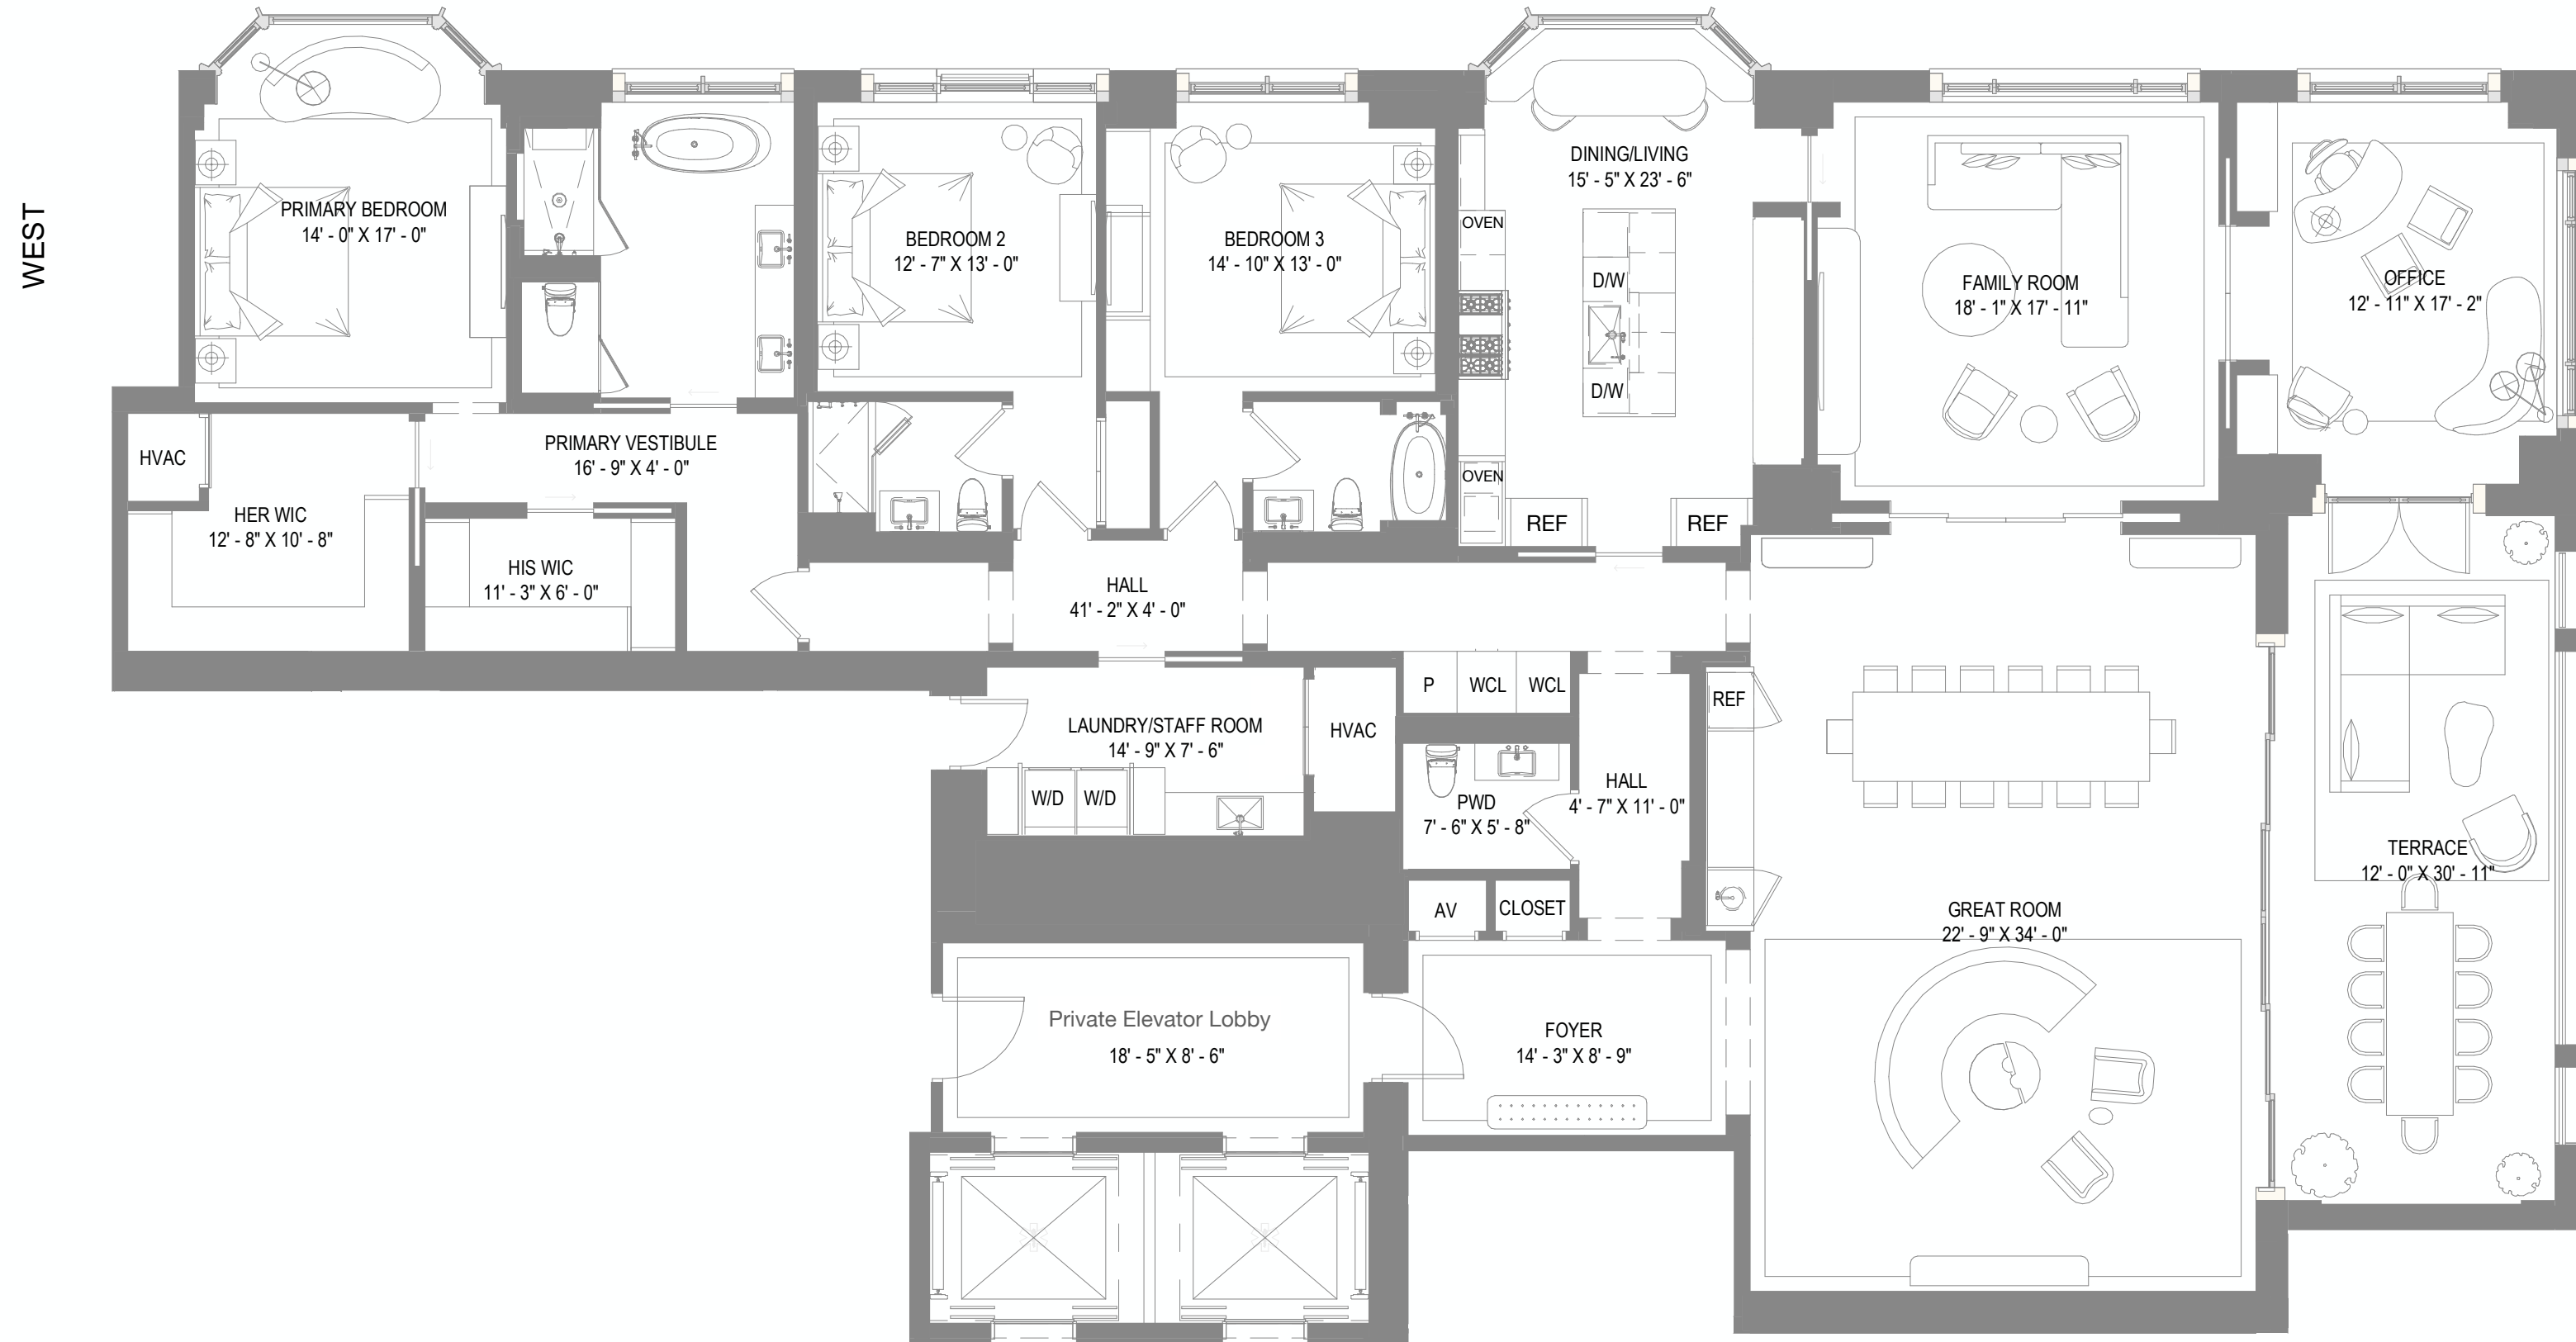 WEST
PRIMARY BEDROOM
14' - 0" X 17' - 0"
BEDROOM 2
12' - 7" X 13' - 0"
BEDROOM 3
14' - 10" X 13' - 0"
DINING/LIVING
15' - 5" X 23' - 6"
OVEN
D/W
D/W
OVEN
REF
REF
FAMILY ROOM
18' - 1" X 17' - 11"
OFFICE
12' - 11" X 17' - 2"
HVAC
PRIMARY VESTIBULE
16' - 9" X 4' - 0"
HER WIC
12' - 8" X 10' - 8"
HIS WIC
11' - 3" X 6' - 0"
HALL
41' - 2" X 4' - 0"
LAUNDRY/STAFF ROOM
14' - 9" X 7' - 6"
W/D
W/D
HVAC
P
WCL
WCL
REF
PWD
7' - 6" X 5' - 8"
HALL
4' - 7" X 11' - 0"
AV
CLOSET
GREAT ROOM
22' - 9" X 34' - 0"
TERRACE
12' - 0" X 30' - 11"
Private Elevator Lobby
18' - 5" X 8' - 6"
FOYER
14' - 3" X 8' - 9"